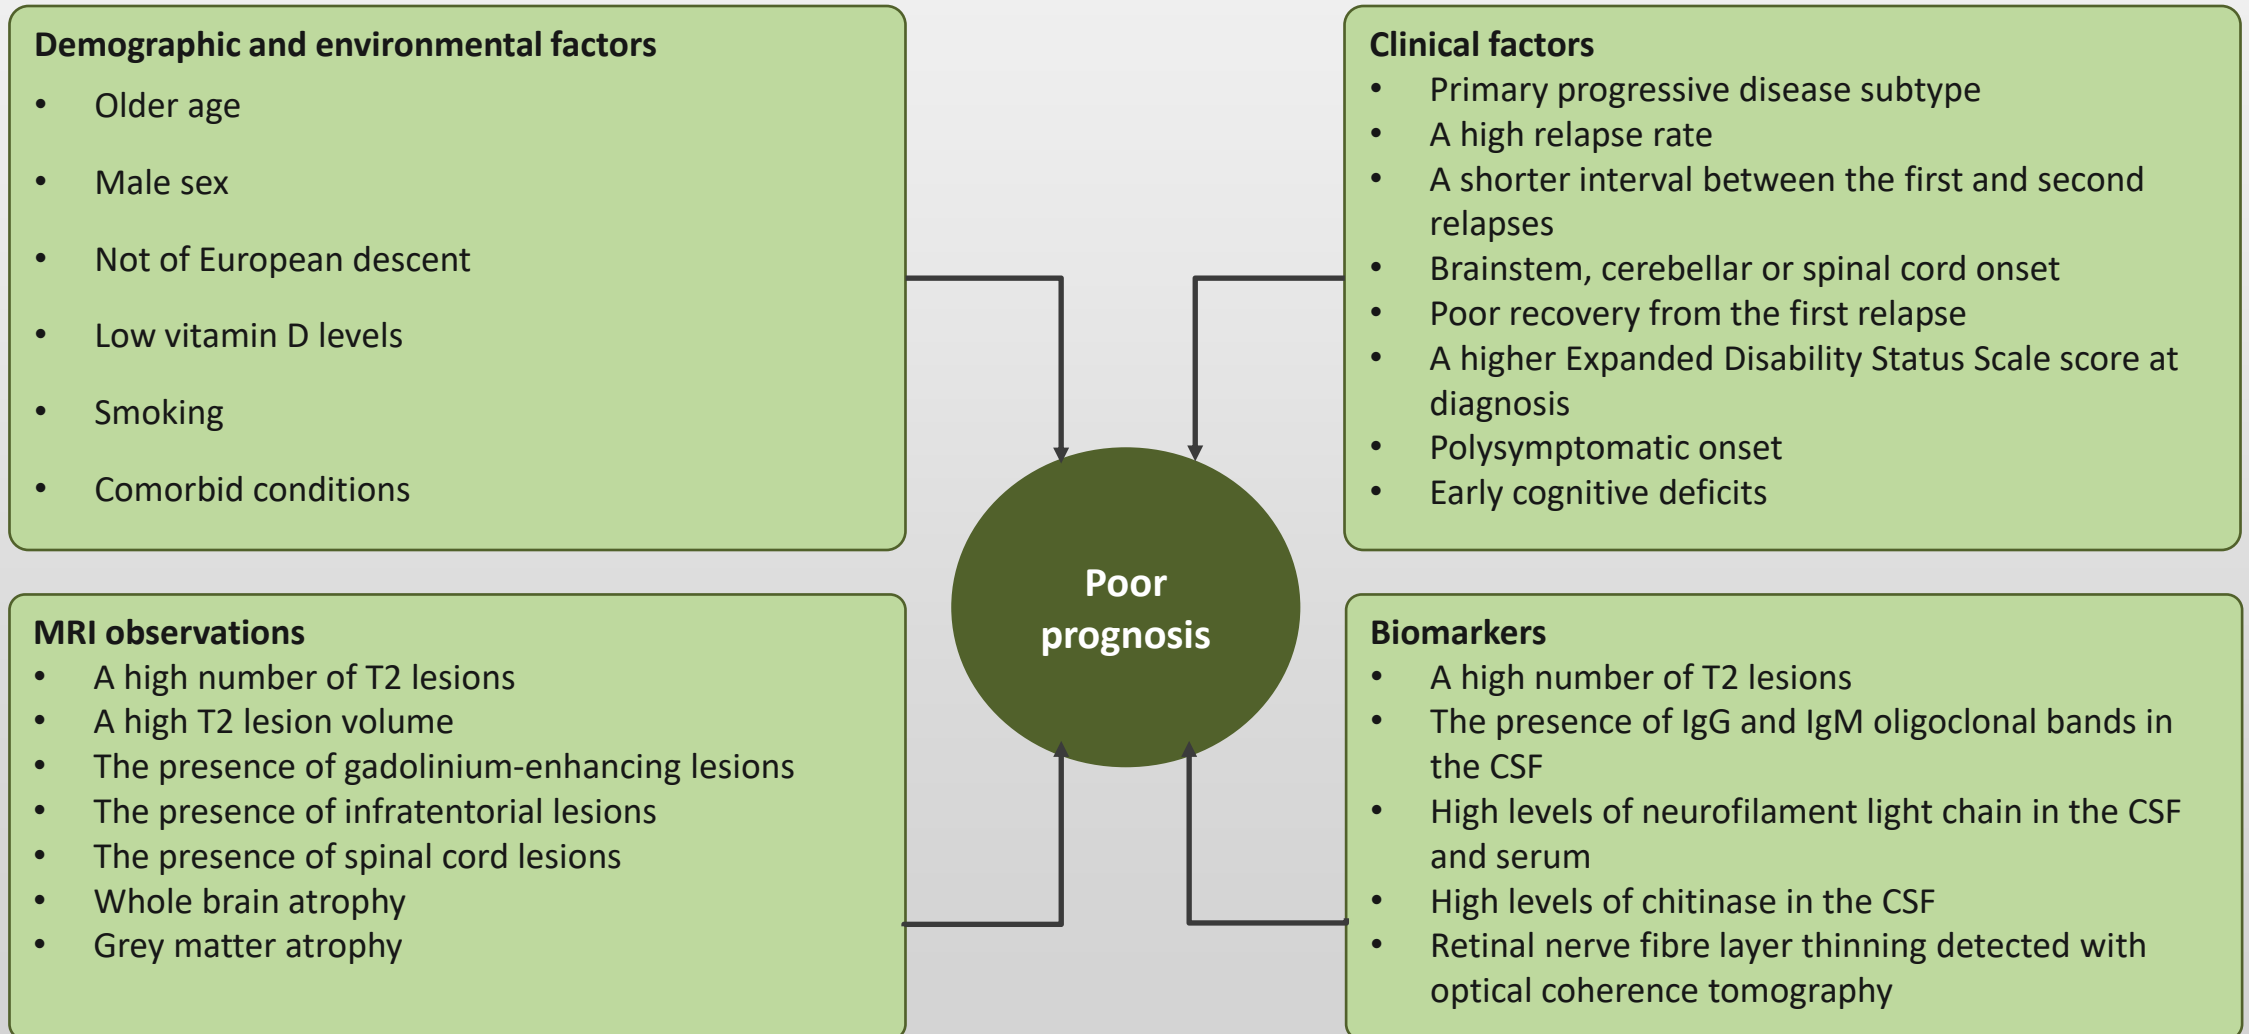 Demographic and environmental factors
• Older age
• Male sex
• Not of European descent
• Low vitamin D levels
• Smoking
• Comorbid conditions
Clinical factors
• Primary progressive disease subtype
• A high relapse rate
• A shorter interval between the first and second
relapses
• Brainstem, cerebellar or spinal cord onset
• Poor recovery from the first relapse
• A higher Expanded Disability Status Scale score at
diagnosis
• Polysymptomatic onset
• Early cognitive deficits
Poor
prognosis
MRI observations
• A high number of T2 lesions
• A high T2 lesion volume
• The presence of gadolinium-enhancing lesions
• The presence of infratentorial lesions
• The presence of spinal cord lesions
• Whole brain atrophy
• Grey matter atrophy
Biomarkers
• A high number of T2 lesions
• The presence of IgG and IgM oligoclonal bands in
the CSF
• High levels of neurofilament light chain in the CSF
and serum
• High levels of chitinase in the CSF
• Retinal nerve fibre layer thinning detected with
optical coherence tomography